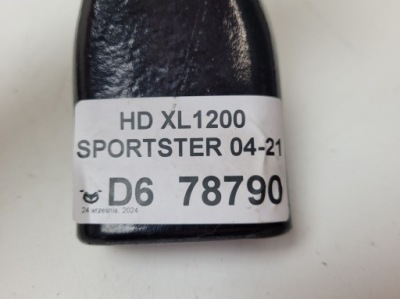 HD XL1200
SPORTSTER 04-21
D6 78790
24 września, 2024